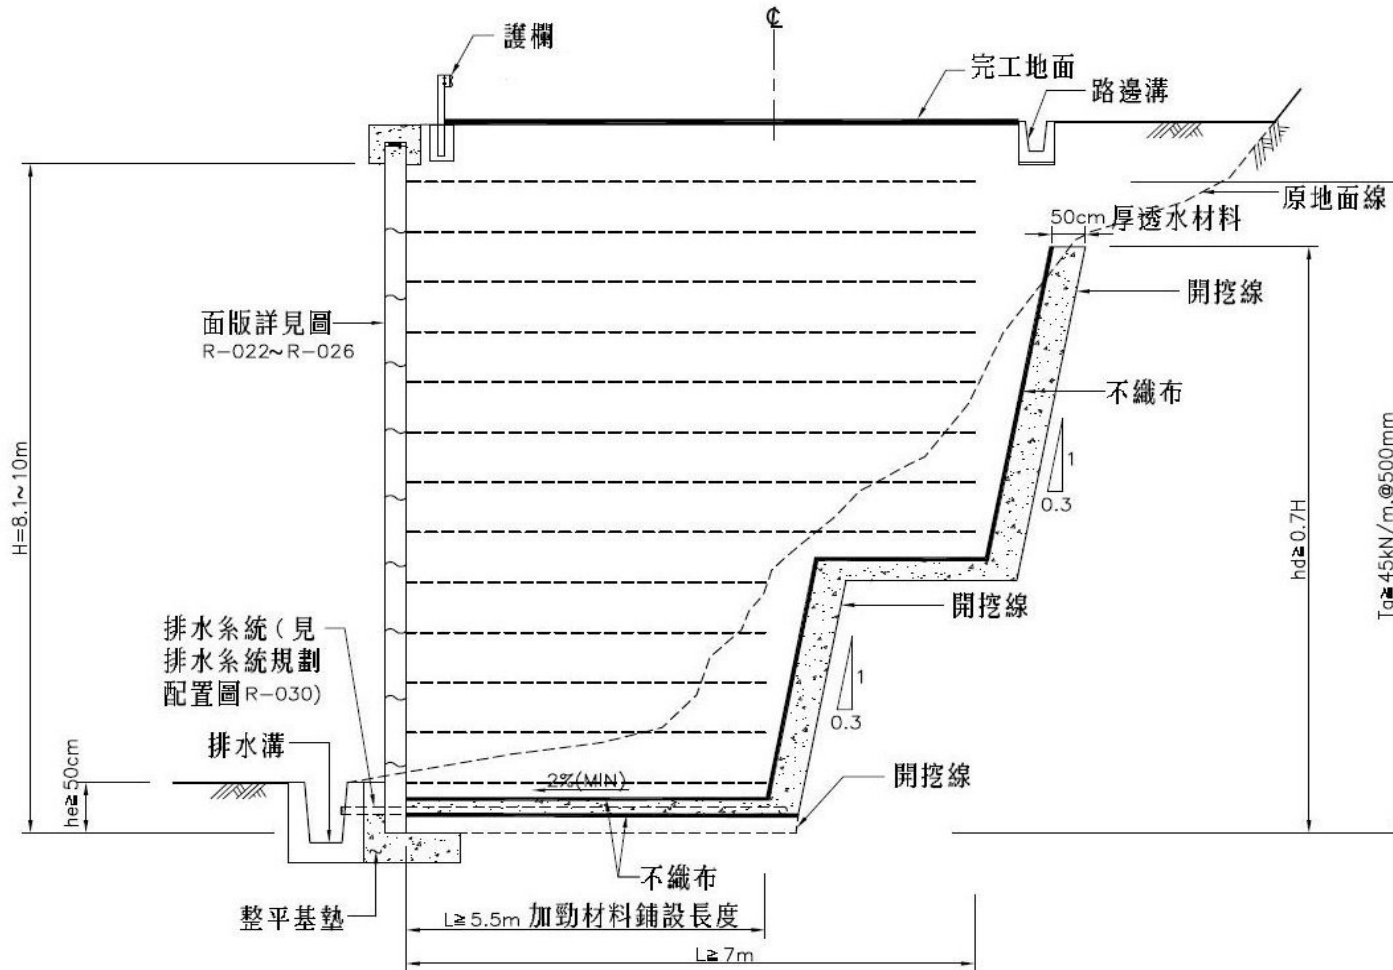 ℄
護欄
完工地面
路邊溝
原地面線
50cm 厚透水材料
開挖線
面版詳見圖
R-022~R-026
不織布
1
0.3
H=8.1~10m
hd≧0.7H
Ta≧45kN/m,@500mm
開挖線
排水系統(見
排水系統規劃
配置圖R-030)
1
0.3
排水溝
2%(MIN)
開挖線
he≧50cm
不織布
整平基墊
L≧5.5m 加勁材料鋪設長度
L≧7m